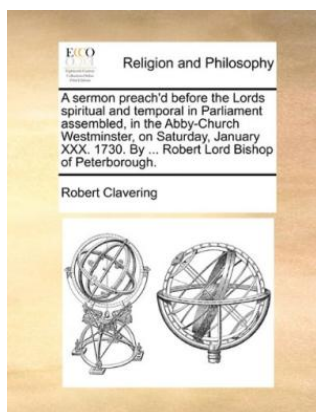 ECCO
Religion and Philosophy
A sermon preach'd before the Lords
spiritual and temporal in Parliament
assembled, in the Abby-Church
Westminster, on Saturday, January
XXX. 1730. By ... Robert Lord Bishop
of Peterborough.
Robert Clavering